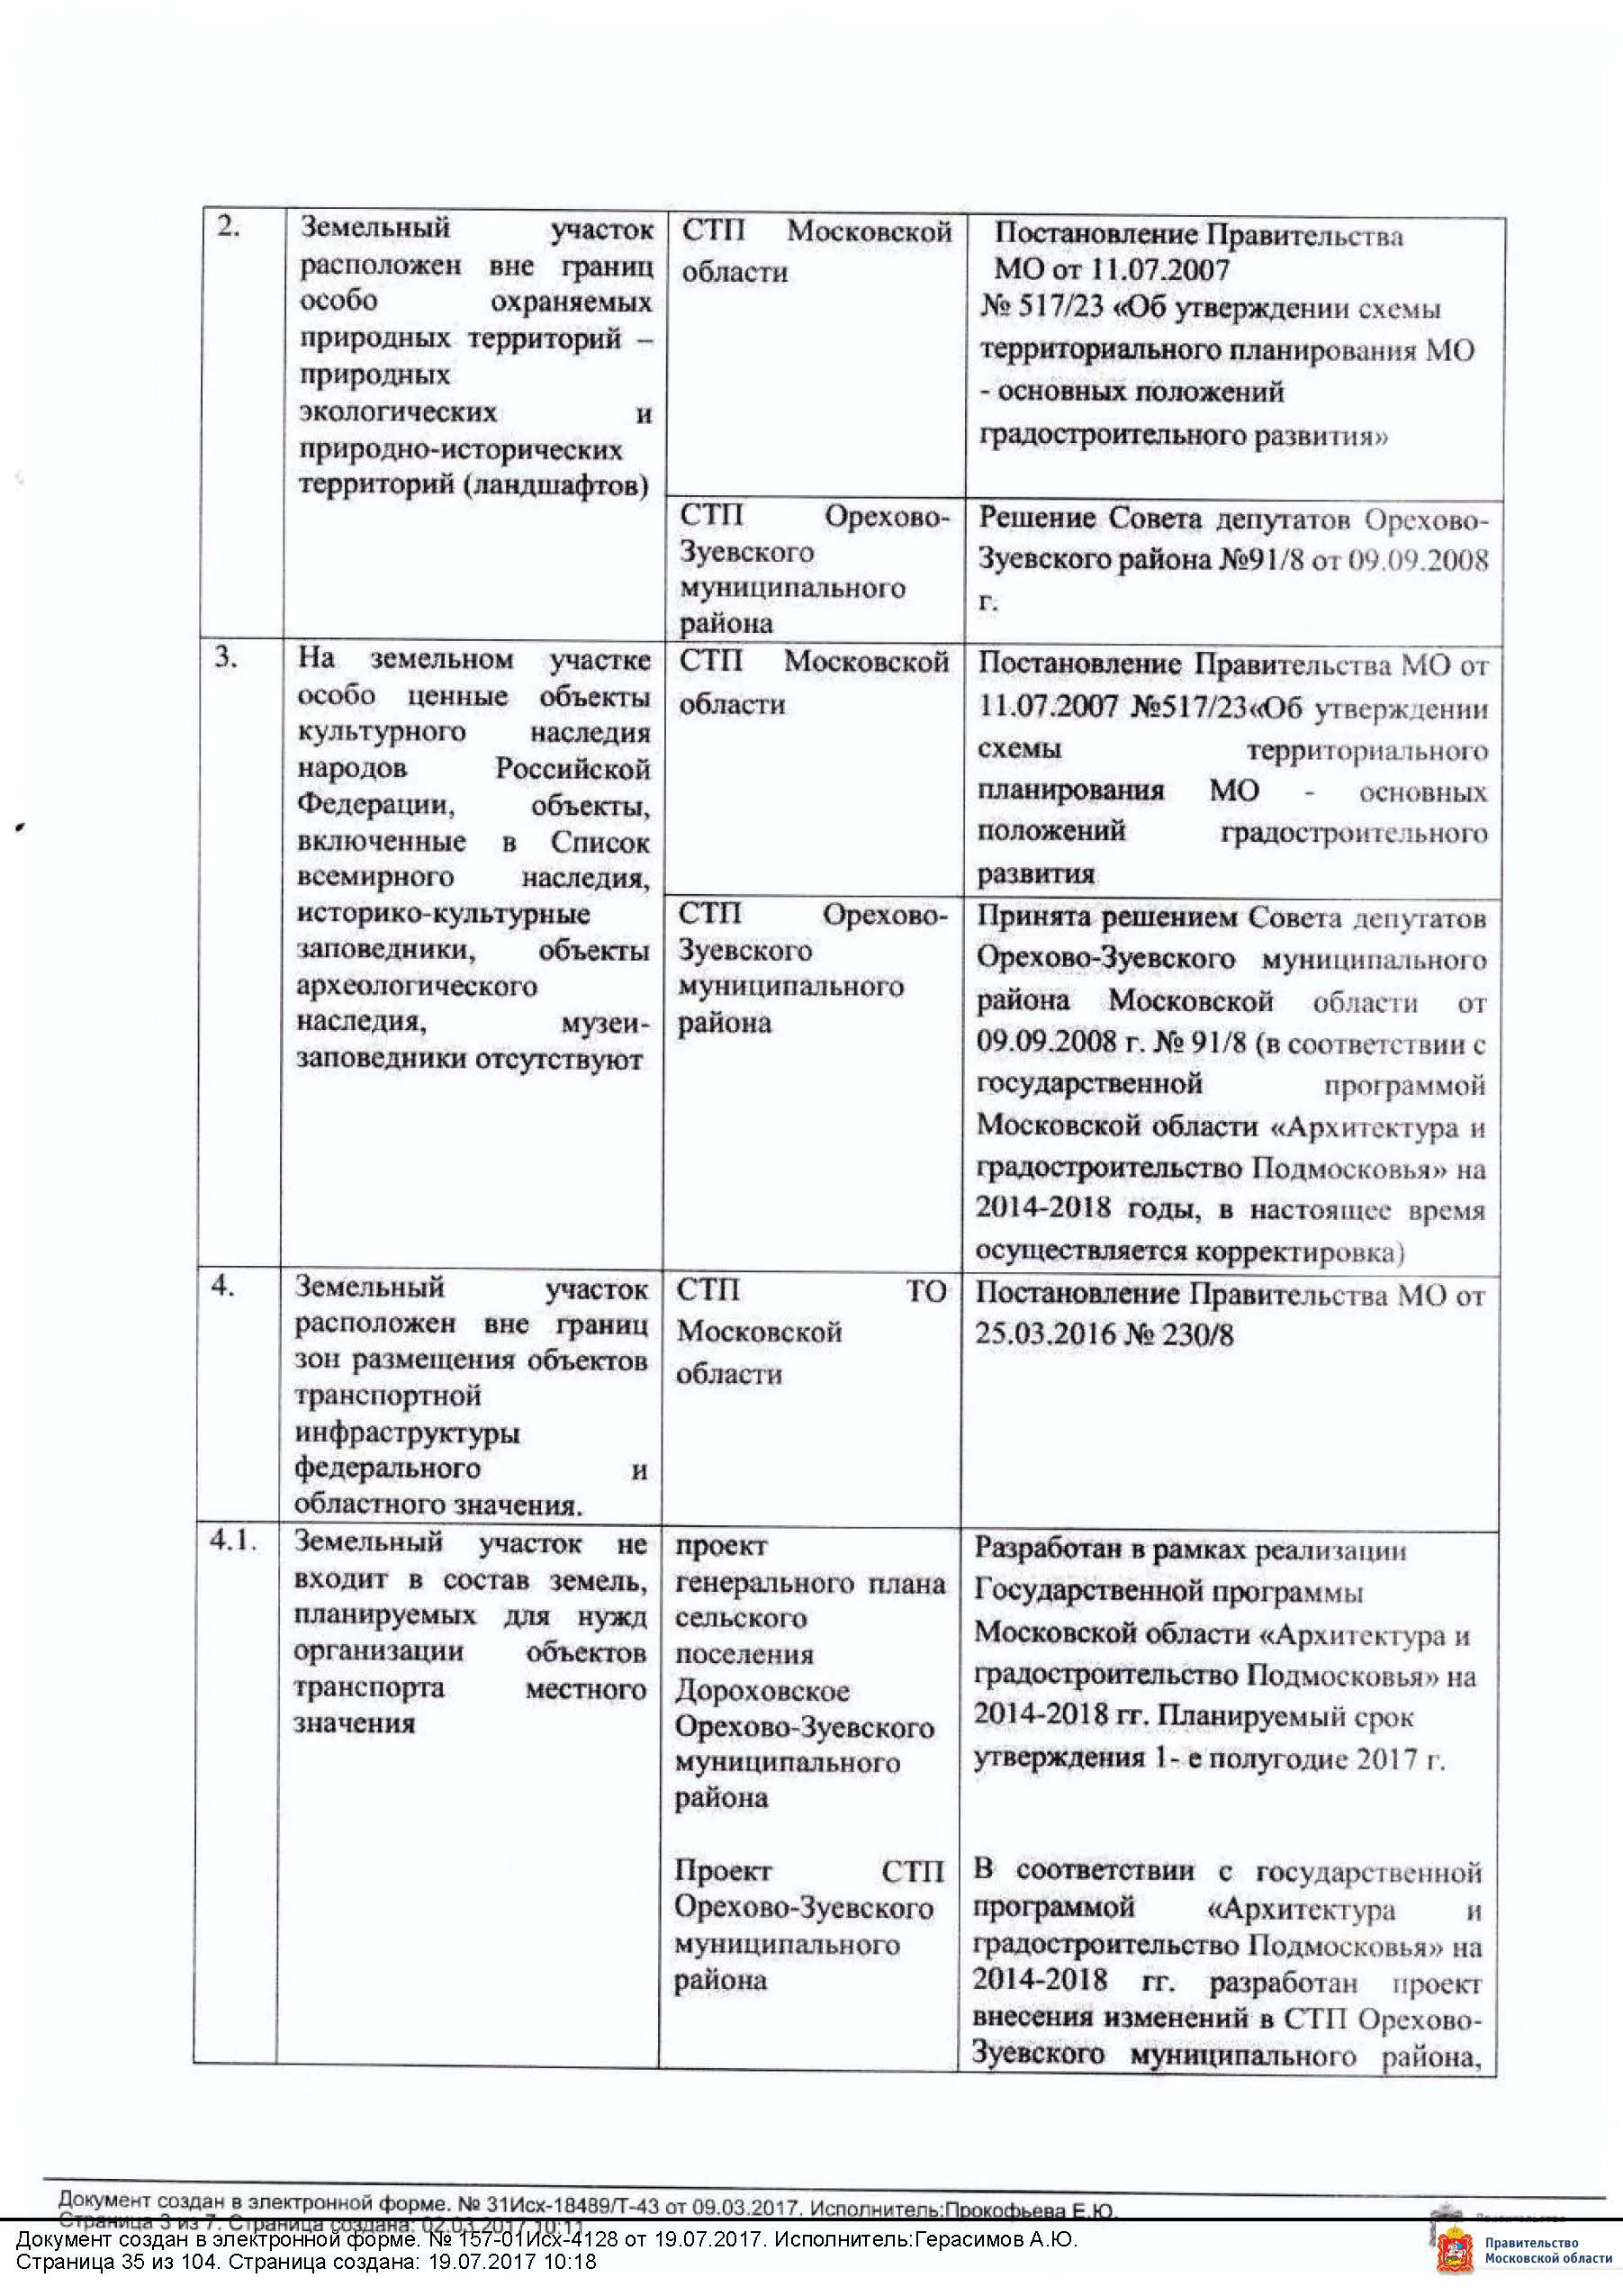 2.
Земельный участок
расположен вне границ
особо охраняемых
природных территорий –
природных
экологических и
природно-исторических
территорий (ландшафтов)
СТП Московской
области
Постановление Правительства
МО от 11.07.2007
№ 517/23 «Об утверждении схемы
территориального планирования МО
- основных положений
градостроительного развития»
СТП Орехово-
Зуевского
муниципального
района
Решение Совета депутатов Орехово-
Зуевского района №91/8 от 09.09.2008
г.
3.
На земельном участке
особо ценные объекты
культурного наследия
народов Российской
Федерации, объекты,
включенные в Список
всемирного наследия,
историко-культурные
заповедники, объекты
археологического
наследия, музеи-
заповедники отсутствуют
СТП Московской
области
Постановление Правительства МО от
11.07.2007 №517/23«Об утверждении
схемы территориального
планирования МО - основных
положений градостроительного
развития
СТП Орехово-
Зуевского
муниципального
района
Принята решением Совета депутатов
Орехово-Зуевского муниципального
района Московской области от
09.09.2008 г. № 91/8 (в соответствии с
государственной программой
Московской области «Архитектура и
градостроительство Подмосковья» на
2014-2018 годы, в настоящее время
осуществляется корректировка)
4.
Земельный участок
расположен вне границ
зон размещения объектов
транспортной
инфраструктуры
федерального и
областного значения.
СТП ТО
Московской
области
Постановление Правительства МО от
25.03.2016 № 230/8
4.1.
Земельный участок не
входит в состав земель,
планируемых для нужд
организации объектов
транспорта местного
значения
проект
генерального плана
сельского
поселения
Дороховское
Орехово-Зуевского
муниципального
района
Разработан в рамках реализации
Государственной программы
Московской области «Архитектура и
градостроительство Подмосковья» на
2014-2018 гг. Планируемый срок
утверждения 1- е полугодие 2017 г.
Проект СТП
Орехово-Зуевского
муниципального
района
В соответствии с государственной
программой «Архитектура и
градостроительство Подмосковья» на
2014-2018 гг. разработан проект
внесения изменений в СТП Орехово-
Зуевского муниципального района,
Документ создан в электронной форме. № 31Исх-18489/Т-43 от 09.03.2017. Исполнитель:Прокофьева Е.Ю.
Страница 3 из 7. Страница создана: 02.03.2017 10:11
Документ создан в электронной форме. № 157-01Исх-4128 от 19.07.2017. Исполнитель:Герасимов А.Ю.
Страница 35 из 104. Страница создана: 19.07.2017 10:18
Правительство
Московской области